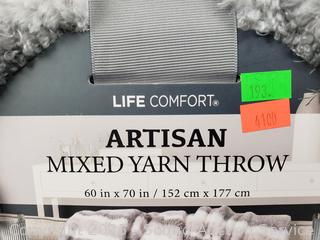 LIFE COMFORT®
193
4100
ARTISAN
MIXED YARN THROW
60 in x 70 in / 152 cm x 177 cm